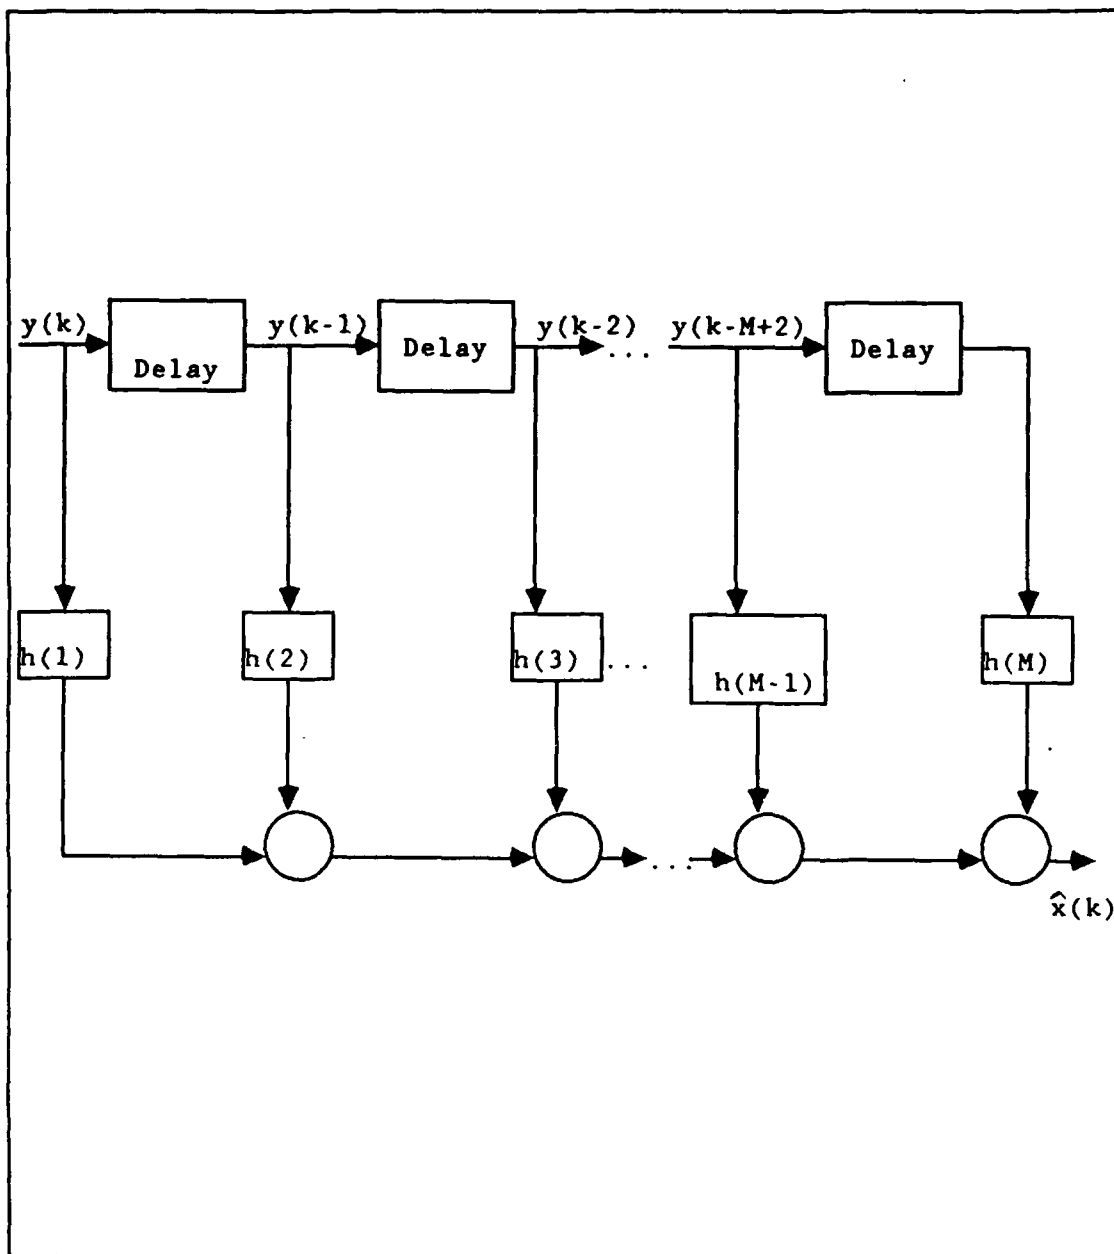 y(k) y(k-1) y(k-2) ... y(k-M+2)
Delay Delay Delay
h(1) h(2) h(3) ... h(M-1) h(M)
...
x̂(k)